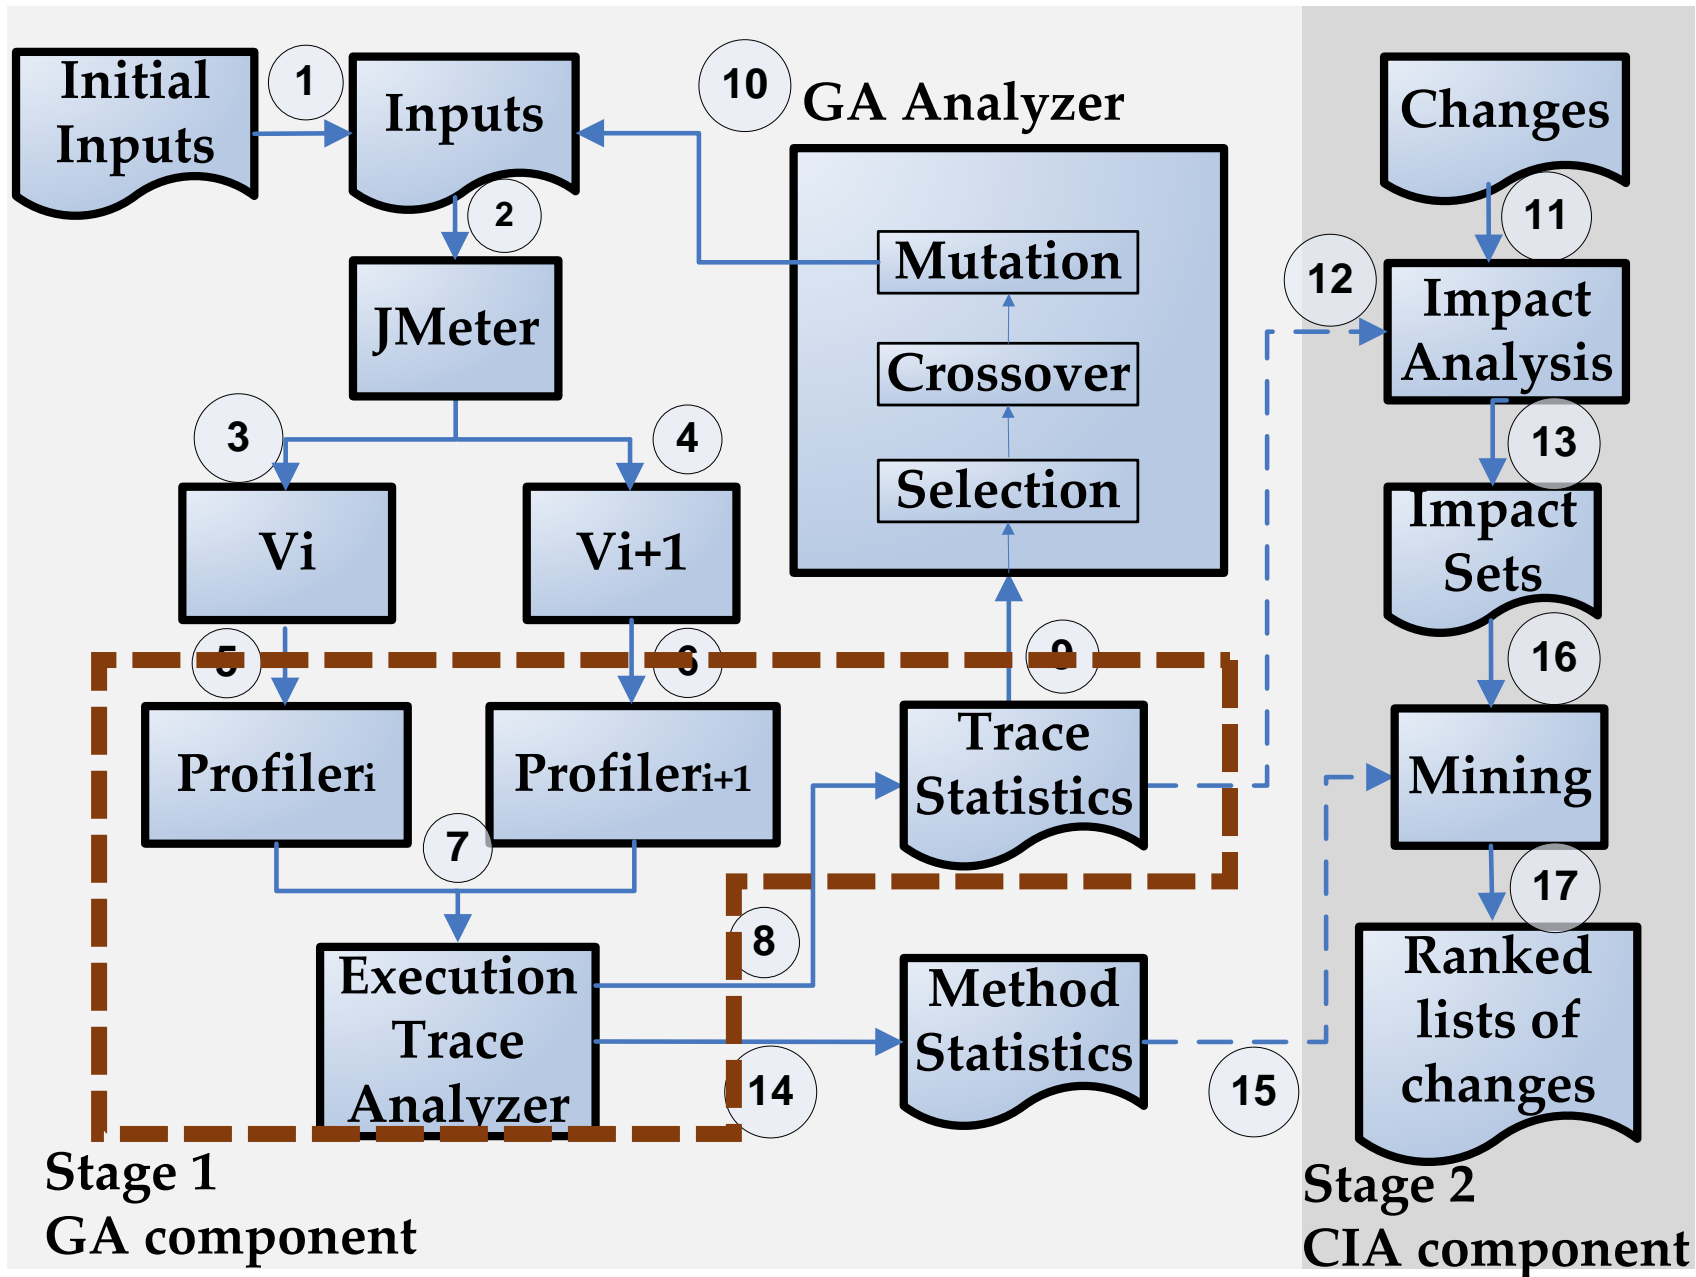 Initial
Inputs
1
Inputs
10
GA Analyzer
Changes
2
11
Mutation
12
Impact
Analysis
JMeter
Crossover
3
4
13
Selection
Vi
Vi+1
Impact
Sets
5
6
9
16
Profileri
Profileri+1
Trace
Statistics
Mining
7
17
8
Execution
Trace
Analyzer
Method
Statistics
Ranked
lists of
changes
14
15
Stage 1
GA component
Stage 2
CIA component